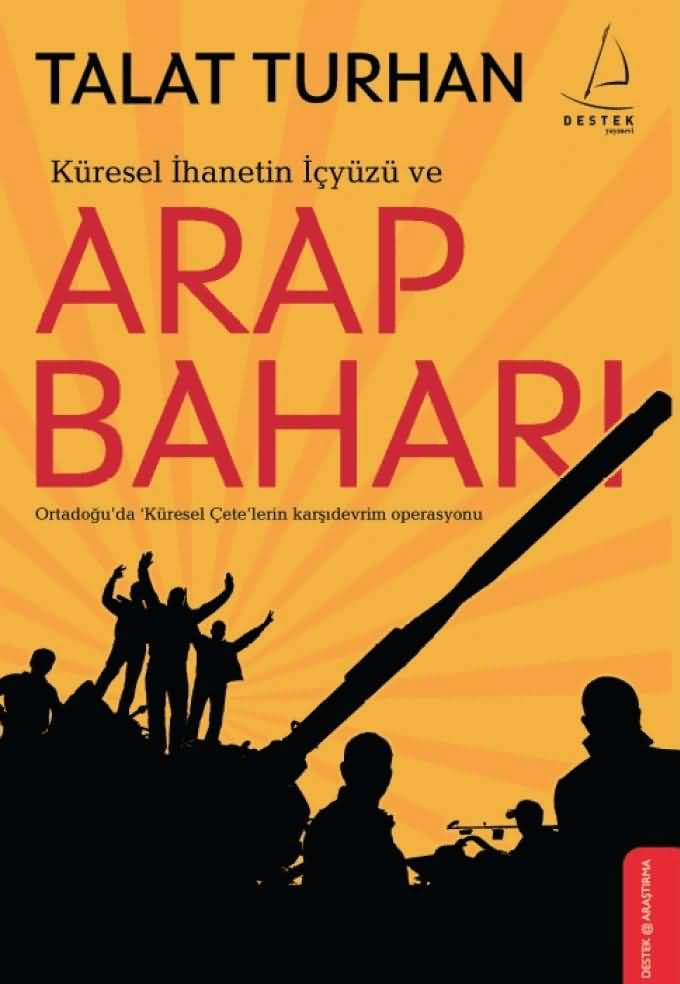 TALAT TURHAN
DESTEK
yayınevi
Küresel İhanetin İçyüzü ve
ARAP
BAHARI
Ortadoğu'da 'Küresel Çete'lerin karşıdevrim operasyonu
DESTEK @ ARAŞTIRMA